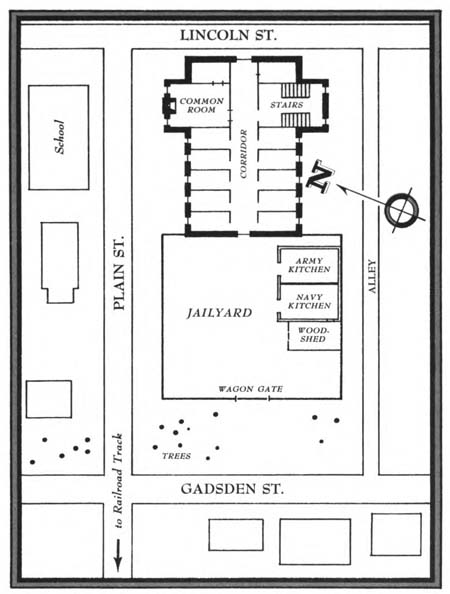 LINCOLN ST.
COMMON
ROOM
STAIRS
School
CORRIDOR
N
PLAIN ST.
ALLEY
ARMY
KITCHEN
NAVY
KITCHEN
JAILYARD
WOOD-
SHED
WAGON GATE
TREES
to Railroad Track
GADSDEN ST.